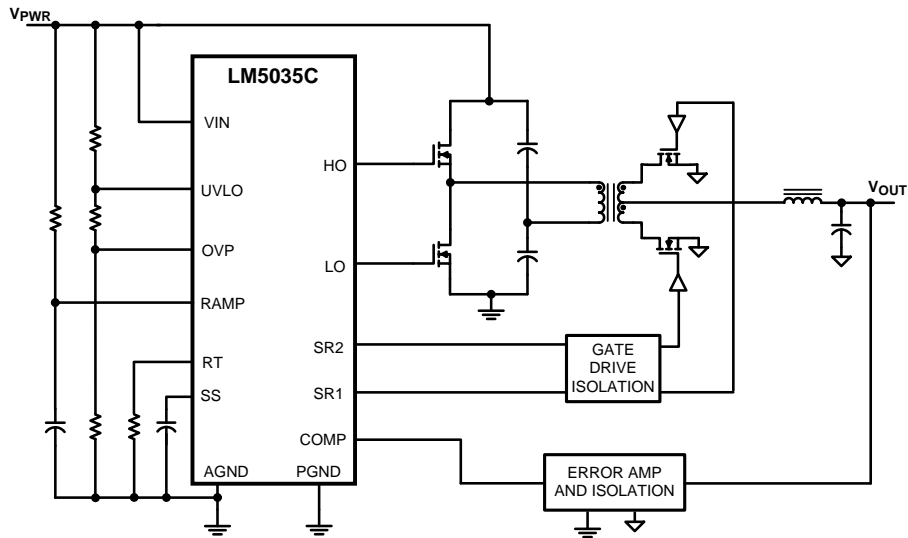 VPWR
LM5035C
VIN
HO
UVLO
VOUT
OVP
LO
RAMP
SR2
GATE
DRIVE
ISOLATION
RT
SR1
SS
COMP
ERROR AMP
AND ISOLATION
AGND
PGND